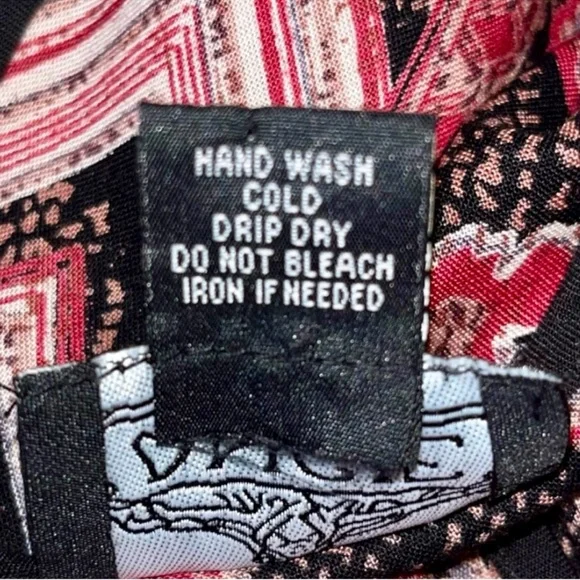 HAND WASH
COLD
DRIP DRY
DO NOT BLEACH
IRON IF NEEDED